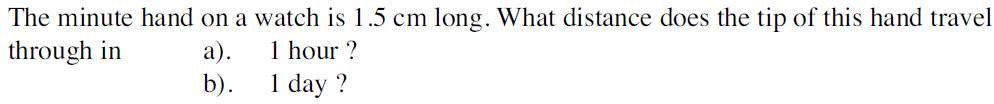 The minute hand on a watch is 1.5 cm long. What distance does the tip of this hand travel
through in a). 1 hour ?
b). 1 day ?